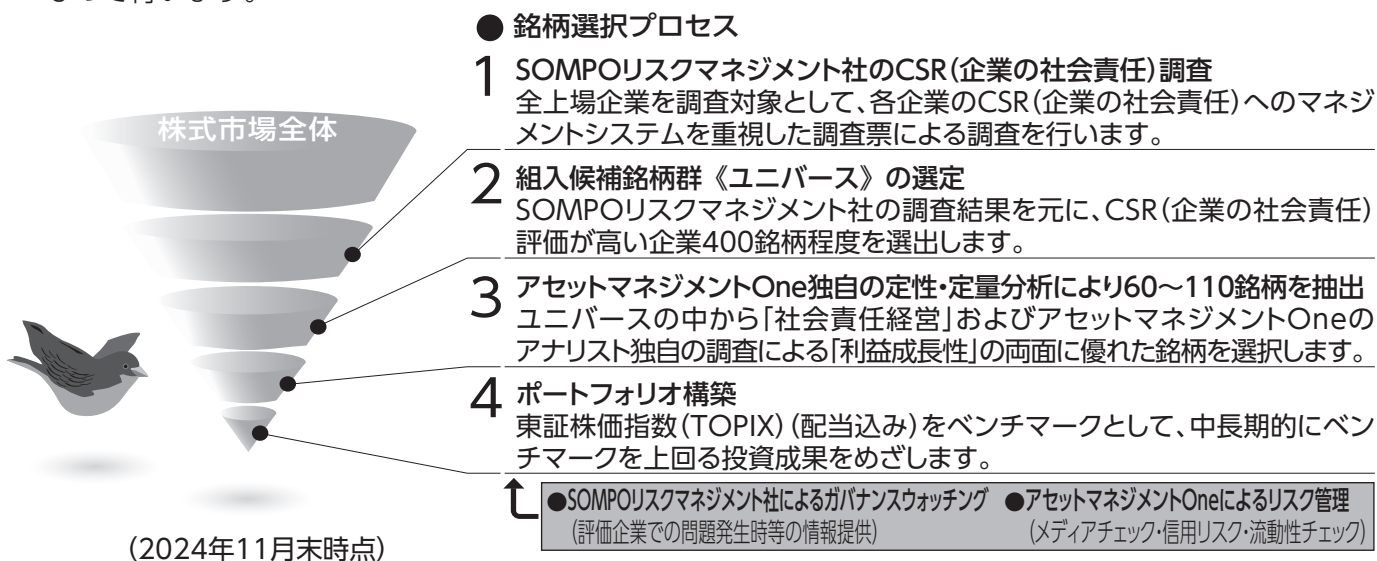 ● 銘柄選択プロセス
1 SOMPOリスクマネジメント社のCSR(企業の社会責任)調査
全上場企業を調査対象として、各企業のCSR(企業の社会責任)へのマネジ
メントシステムを重視した調査票による調査を行います。
株式市場全体
2 組入候補銘柄群《ユニバース》の選定
SOMPOリスクマネジメント社の調査結果を元に、CSR(企業の社会責任)
評価が高い企業400銘柄程度を選出します。
3 アセットマネジメントOne独自の定性・定量分析により60～110銘柄を抽出
ユニバースの中から「社会責任経営」およびアセットマネジメントOneの
アナリスト独自の調査による「利益成長性」の両面に優れた銘柄を選択します。
4 ポートフォリオ構築
東証株価指数(TOPIX)(配当込み)をベンチマークとして、中長期的にベン
チマークを上回る投資成果をめざします。
●SOMPOリスクマネジメント社によるガバナンスウォッチング ●アセットマネジメントOneによるリスク管理
(評価企業での問題発生時等の情報提供) (メディアチェック・信用リスク・流動性チェック)
(2024年11月末時点)